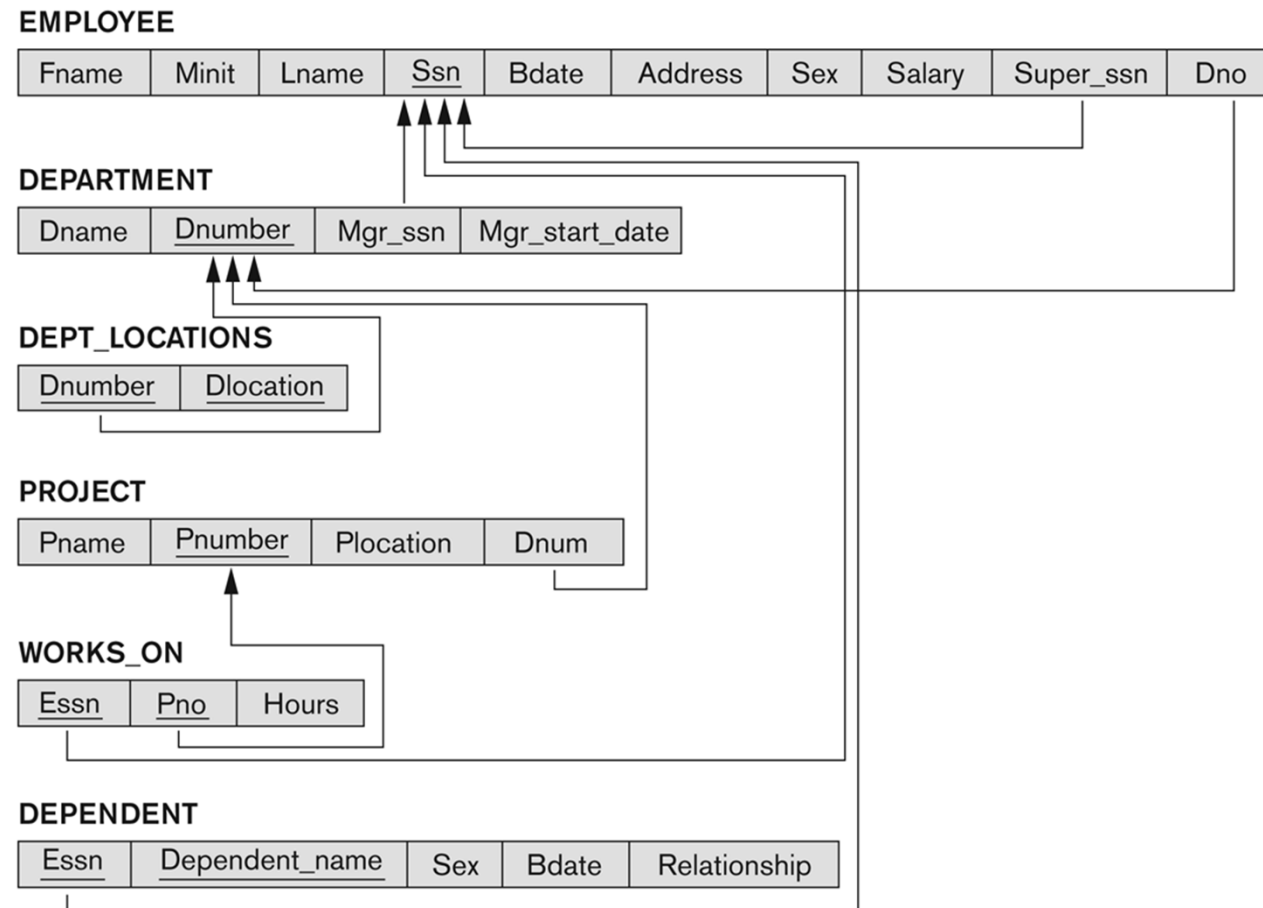 EMPLOYEE
Fname Minit Lname Ssn Bdate Address Sex Salary Super_ssn Dno
DEPARTMENT
Dname Dnumber Mgr_ssn Mgr_start_date
DEPT_LOCATIONS
Dnumber Dlocation
PROJECT
Pname Pnumber Plocation Dnum
WORKS_ON
Essn Pno Hours
DEPENDENT
Essn Dependent_name Sex Bdate Relationship